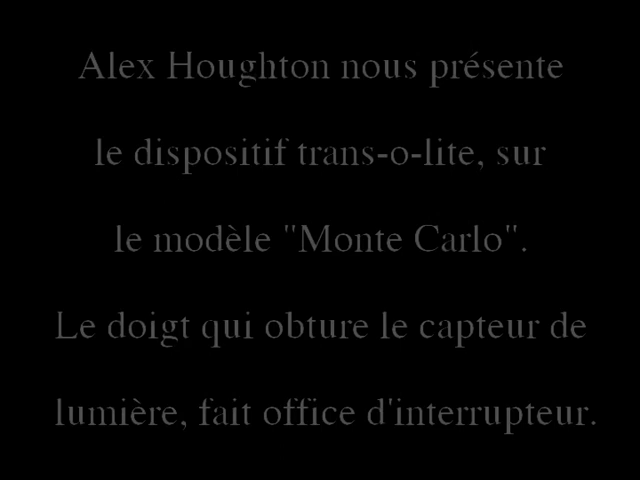 Alex Houghton nous présente
le dispositif trans-o-lite, sur
le modèle "Monte Carlo".
Le doigt qui obture le capteur de
lumière, fait office d'interrupteur.